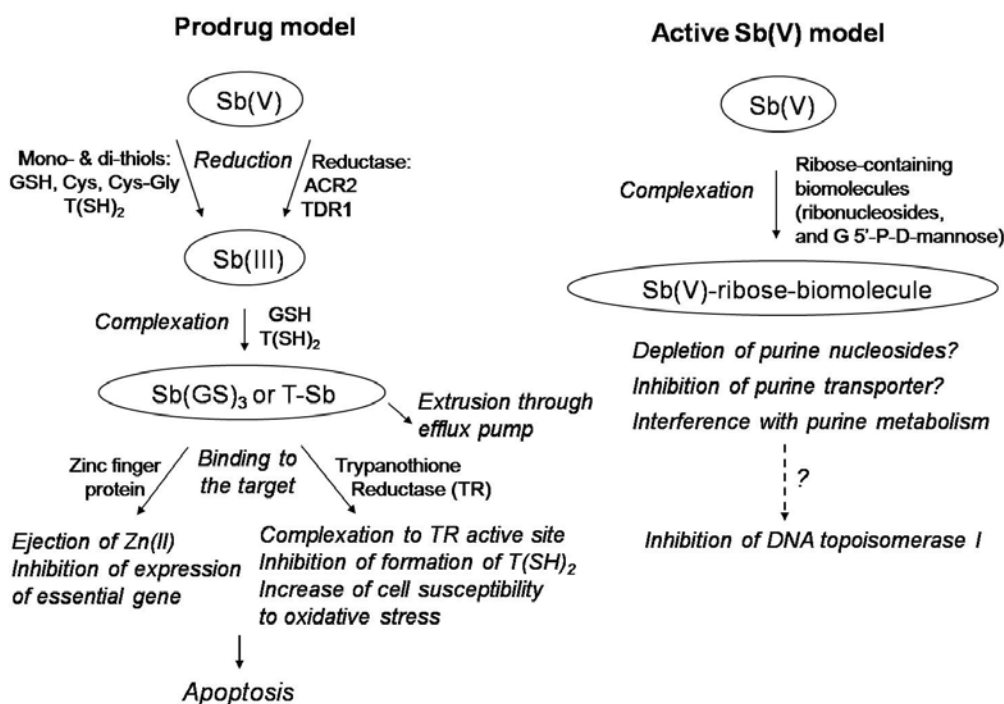 Prodrug model
Sb(V)
Mono- & di-thiols:
GSH, Cys, Cys-Gly
T(SH)₂
Reduction
Reductase:
ACR2
TDR1
Sb(III)
Complexation
GSH
T(SH)₂
Sb(GS)₃ or T-Sb
Extrusion through
efflux pump
Zinc finger
protein
Binding to
the target
Trypanothione
Reductase (TR)
Ejection of Zn(II)
Inhibition of expression
of essential gene
Complexation to TR active site
Inhibition of formation of T(SH)₂
Increase of cell susceptibility
to oxidative stress
Apoptosis
Active Sb(V) model
Sb(V)
Complexation
Ribose-containing
biomolecules
(ribonucleosides,
and G 5'-P-D-mannose)
Sb(V)-ribose-biomolecule
Depletion of purine nucleosides?
Inhibition of purine transporter?
Interference with purine metabolism
?
Inhibition of DNA topoisomerase I